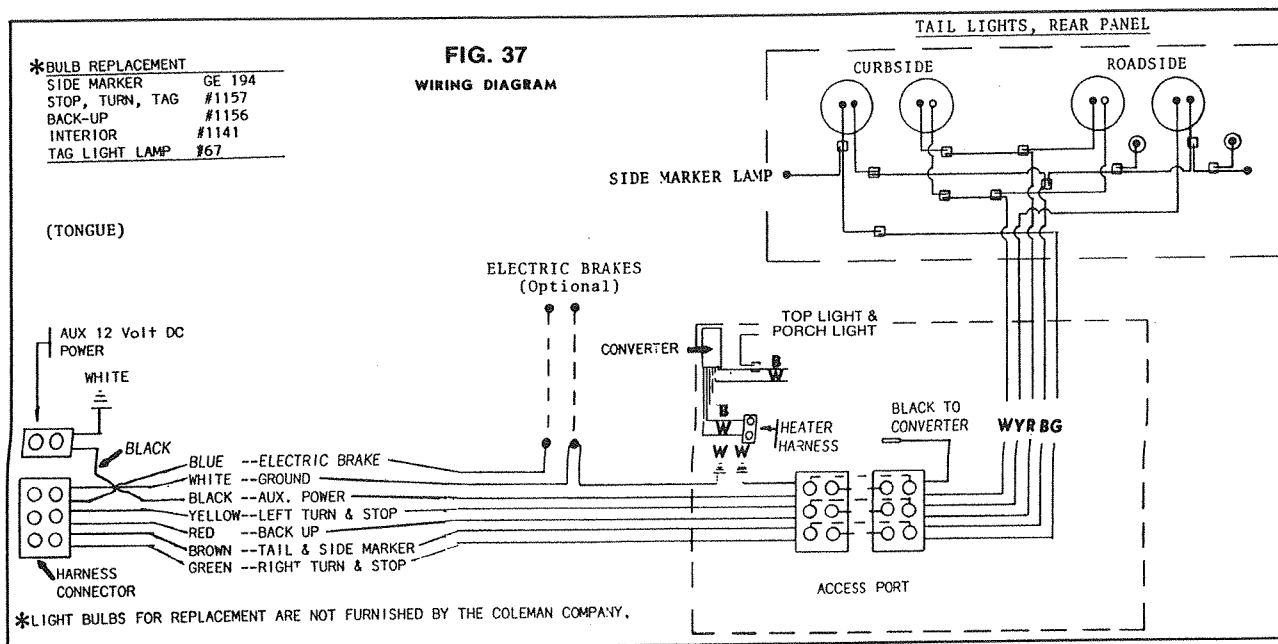 TAIL LIGHTS, REAR PANEL
FIG. 37
WIRING DIAGRAM
*BULB REPLACEMENT
SIDE MARKER GE 194
STOP, TURN, TAG #1157
BACK-UP #1156
INTERIOR #1141
TAG LIGHT LAMP #67
CURBSIDE
ROADSIDE
SIDE MARKER LAMP
(TONGUE)
ELECTRIC BRAKES
(Optional)
TOP LIGHT &
PORCH LIGHT
CONVERTER
B
W
AUX 12 Volt DC
POWER
WHITE
BLACK
B
W
HEATER
HARNESS
W W
BLACK TO
CONVERTER
WYRBG
BLUE --ELECTRIC BRAKE
WHITE --GROUND
BLACK --AUX. POWER
YELLOW--LEFT TURN & STOP
RED --BACK UP
BROWN --TAIL & SIDE MARKER
GREEN --RIGHT TURN & STOP
HARNESS
CONNECTOR
ACCESS PORT
*LIGHT BULBS FOR REPLACEMENT ARE NOT FURNISHED BY THE COLEMAN COMPANY.